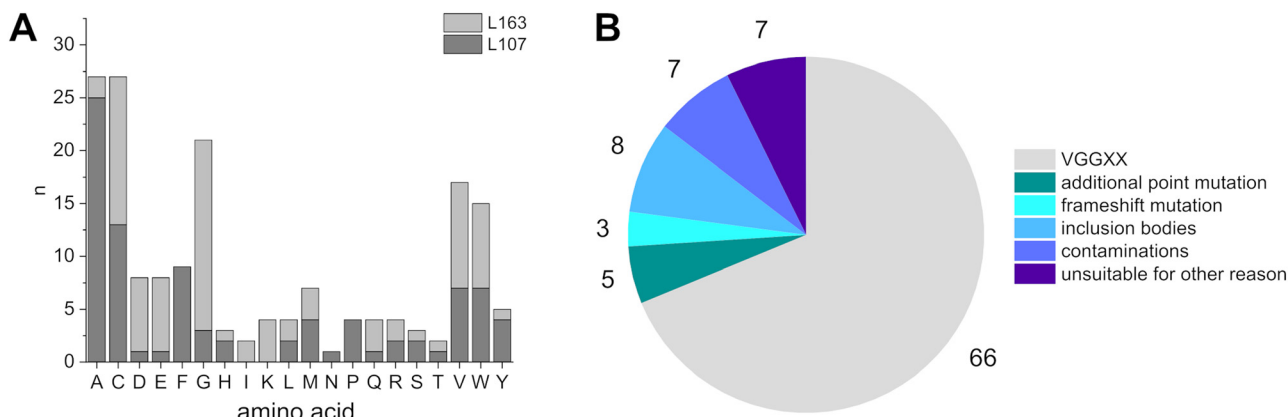 A
L163
L107
30
25
20
15
10
5
0
n
A C D E F G H I K L M N P Q R S T V W Y
amino acid
B
7
7
8
3
5
66
VGGXX
additional point mutation
frameshift mutation
inclusion bodies
contaminations
unsuitable for other reason